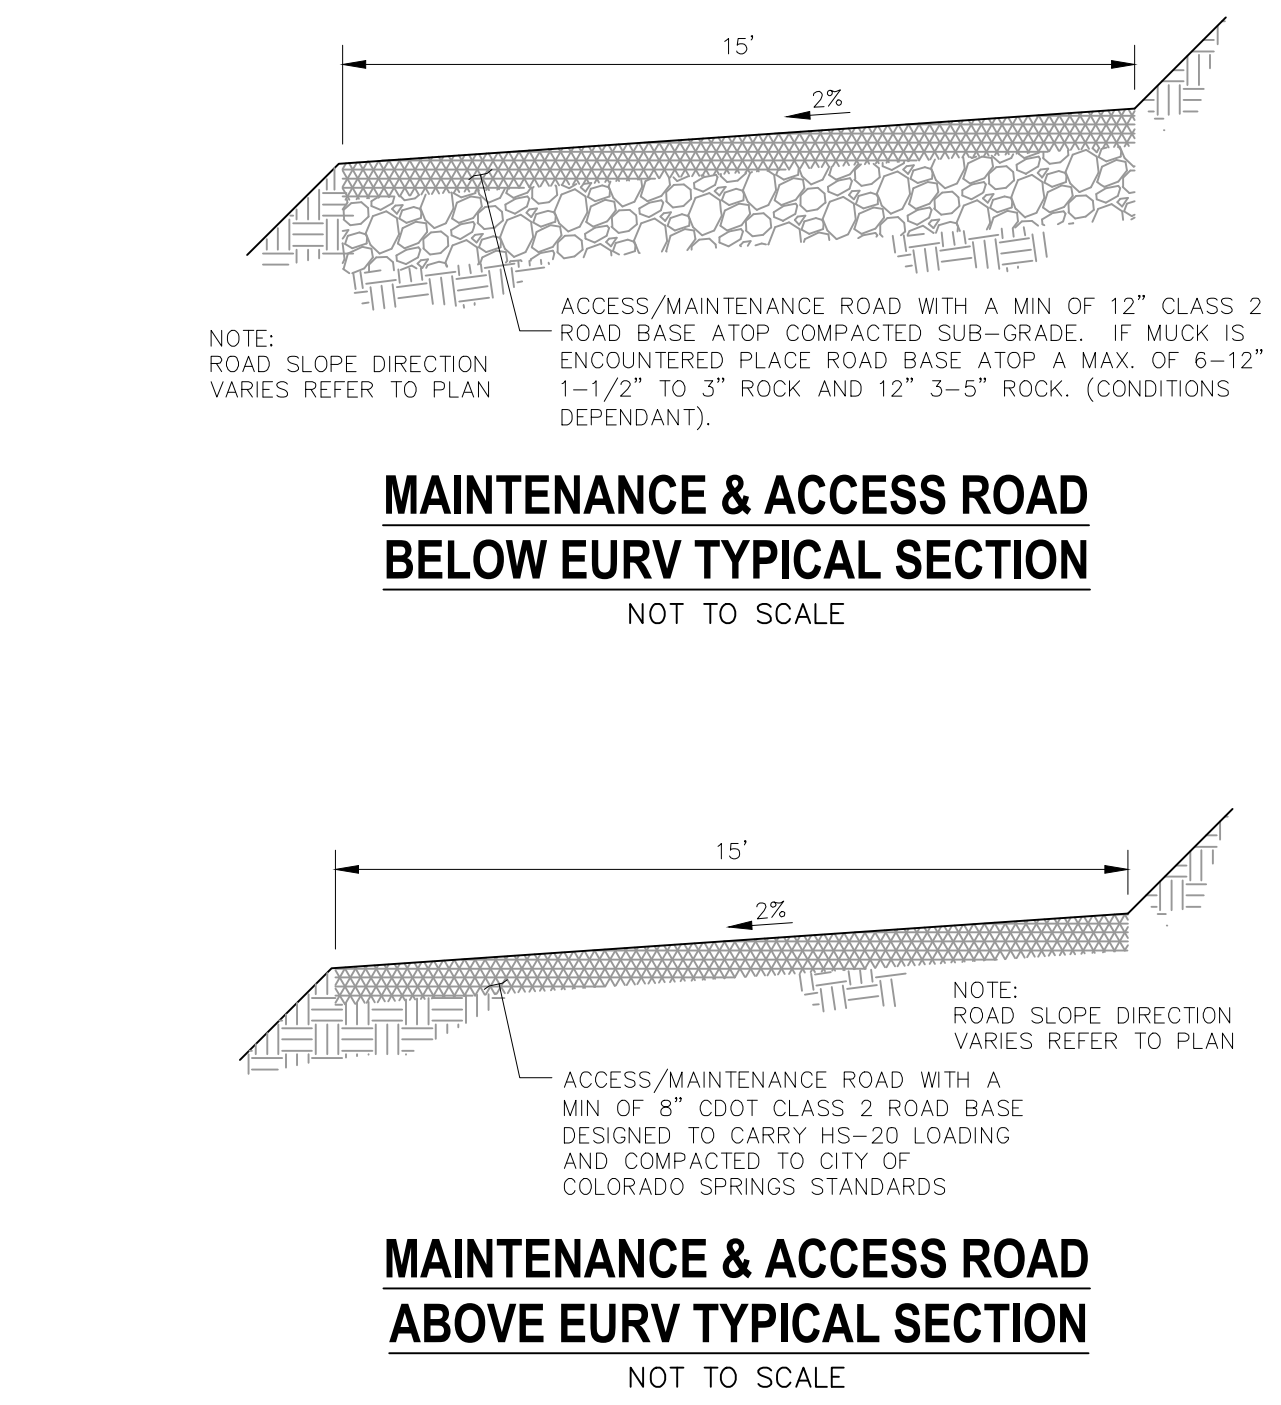 15'
2%
ACCESS/MAINTENANCE ROAD WITH A MIN OF 12" CLASS 2
ROAD BASE ATOP COMPACTED SUB-GRADE. IF MUCK IS
ENCOUNTERED PLACE ROAD BASE ATOP A MAX. OF 6-12"
1-1/2" TO 3" ROCK AND 12" 3-5" ROCK. (CONDITIONS
DEPENDANT).
NOTE:
ROAD SLOPE DIRECTION
VARIES REFER TO PLAN
MAINTENANCE & ACCESS ROAD
BELOW EURV TYPICAL SECTION
NOT TO SCALE
15'
2%
NOTE:
ROAD SLOPE DIRECTION
VARIES REFER TO PLAN
ACCESS/MAINTENANCE ROAD WITH A
MIN OF 8" CDOT CLASS 2 ROAD BASE
DESIGNED TO CARRY HS-20 LOADING
AND COMPACTED TO CITY OF
COLORADO SPRINGS STANDARDS
MAINTENANCE & ACCESS ROAD
ABOVE EURV TYPICAL SECTION
NOT TO SCALE